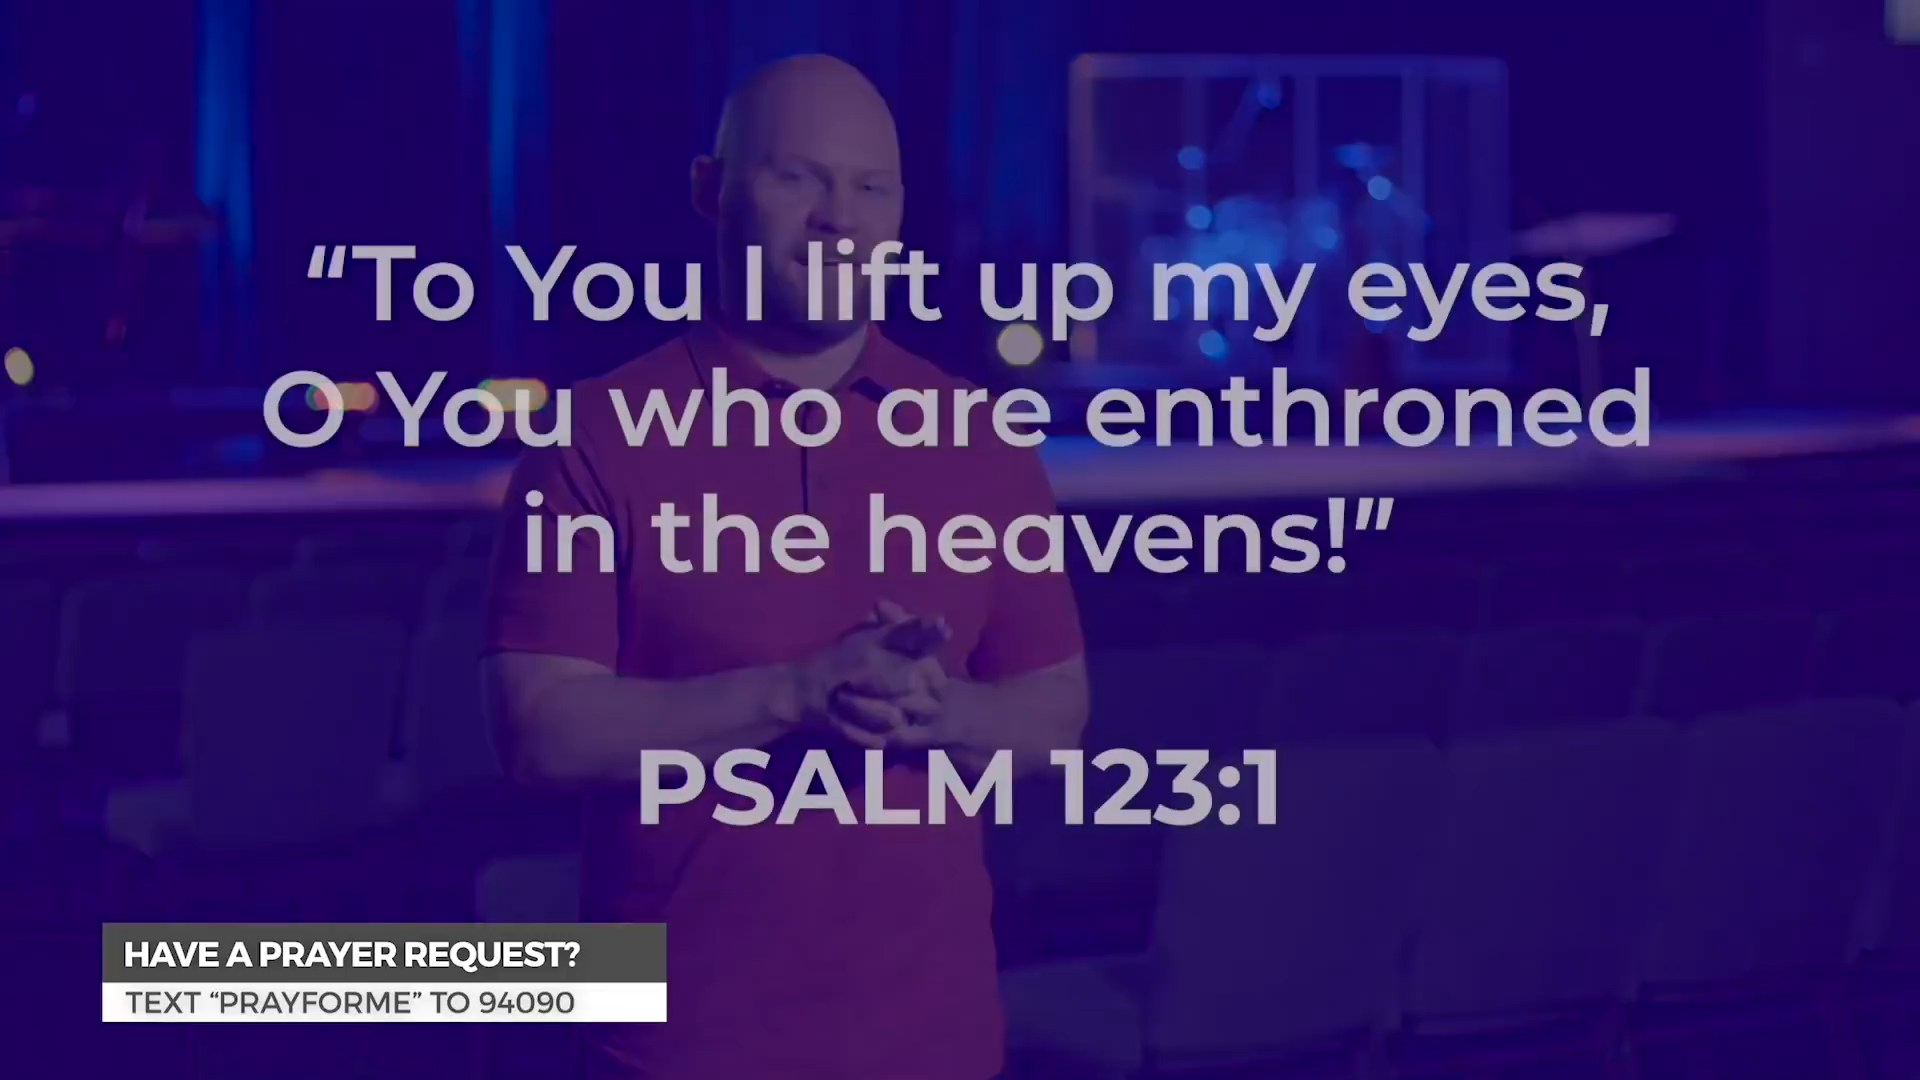 “To You I lift up my eyes,
O You who are enthroned
in the heavens!”
PSALM 123:1
HAVE A PRAYER REQUEST?
TEXT “PRAYFORME” TO 94090